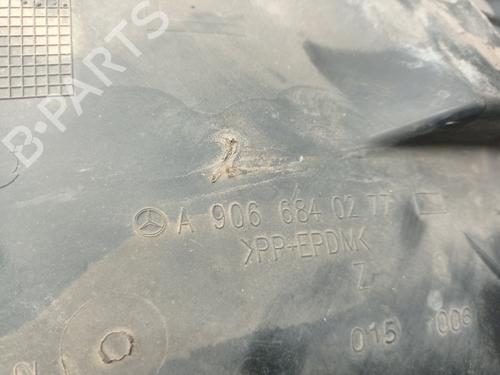 B-PARTS
A 906 684 02 77
>PP+EPDM<
Z
015 006